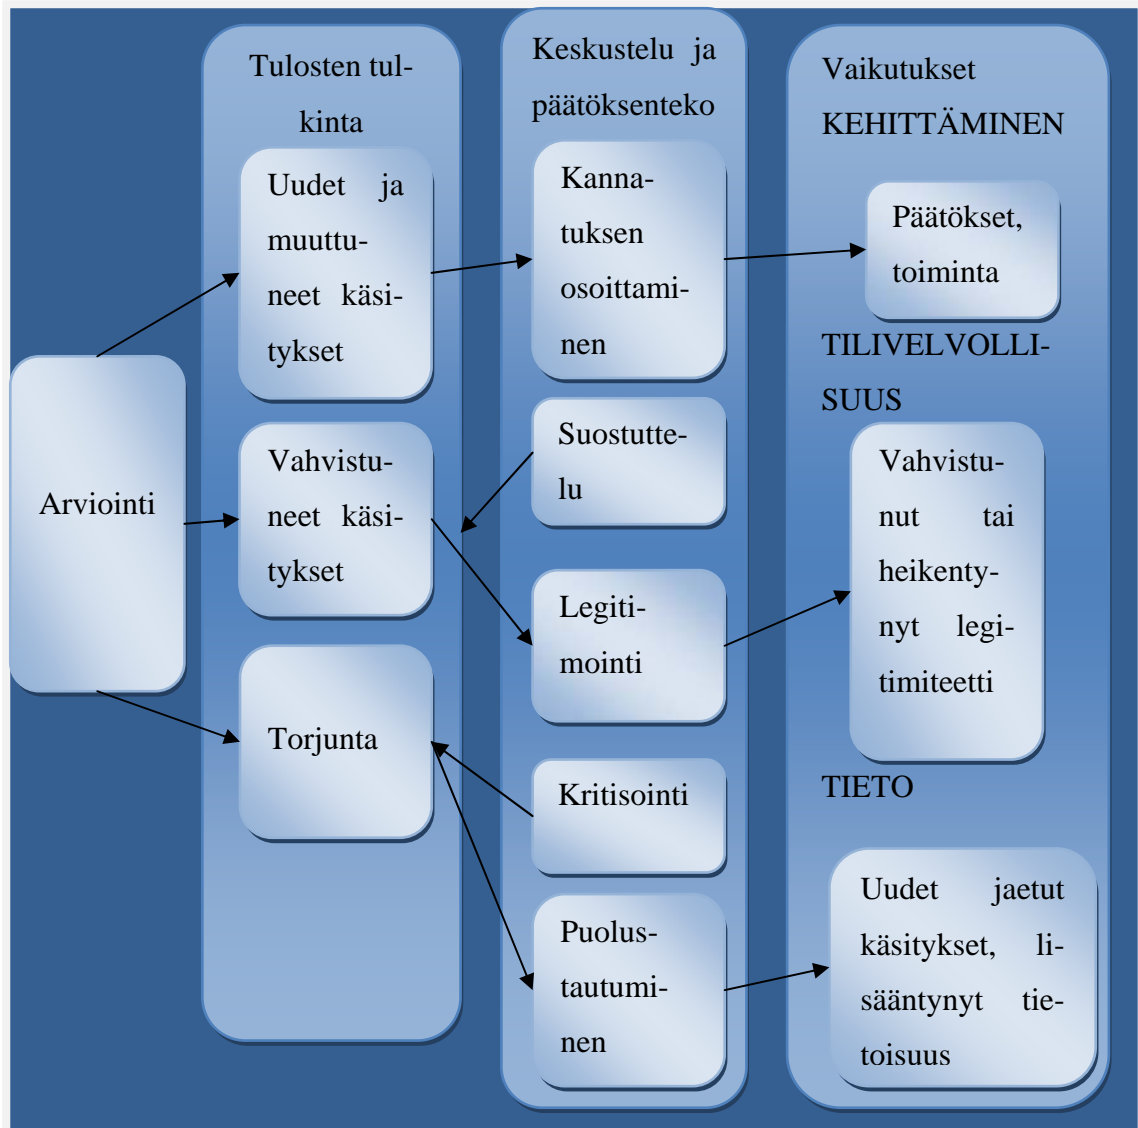 Arviointi
Tulosten tul-
kinta
Uudet ja
muuttu-
neet käsi-
tykset
Vahvistu-
neet käsi-
tykset
Torjunta
Keskustelu ja
päätöksenteko
Kanna-
tuksen
osoittami-
nen
Suostutte-
lu
Legiti-
mointi
Kritisointi
Puolus-
tautumi-
nen
Vaikutukset
KEHITTÄMINEN
Päätökset,
toiminta
TILIVELVOLLI-
SUUS
Vahvistu-
nut tai
heikenty-
nyt legi-
timiteetti
TIETO
Uudet jaetut
käsitykset, li-
sääntynyt tie-
toisuus